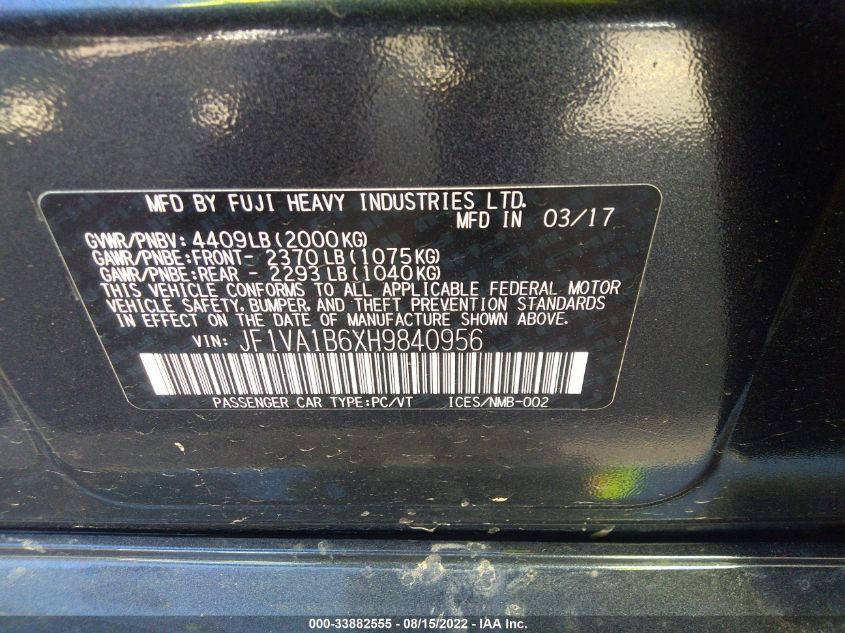 MFD BY FUJI HEAVY INDUSTRIES LTD.
MFD IN 03/17
GVWR/PNBV: 4409LB(2000KG)
GAWR/PNBE:FRONT- 2370LB(1075KG)
GAWR/PNBE:REAR - 2293LB(1040KG)
THIS VEHICLE CONFORMS TO ALL APPLICABLE FEDERAL MOTOR
VEHICLE SAFETY, BUMPER, AND THEFT PREVENTION STANDARDS
IN EFFECT ON THE DATE OF MANUFACTURE SHOWN ABOVE.
VIN: JF1VA1B6XH9840956
PASSENGER CAR TYPE:PC/VT ICES/NMB-002
000-33882555 - 08/15/2022 - IAA Inc.